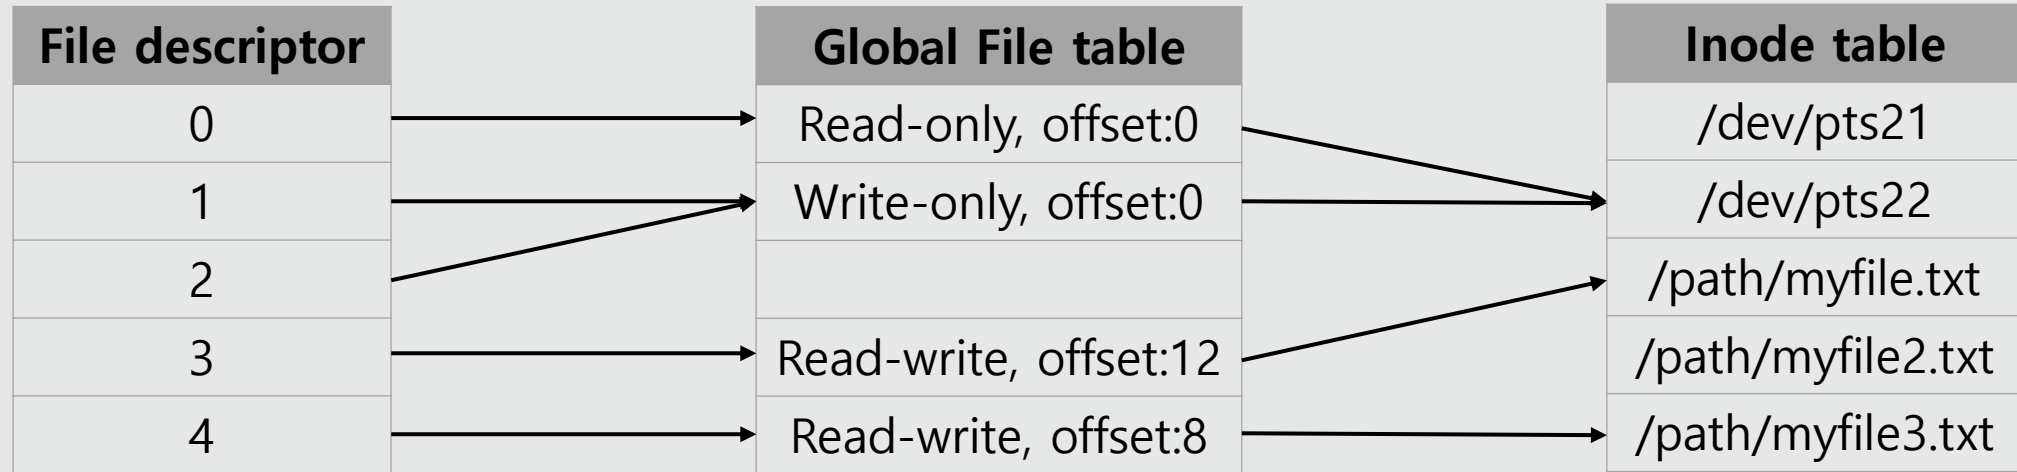 File descriptor
0
1
2
3
4
Global File table
Read-only, offset:0
Write-only, offset:0
Read-write, offset:12
Read-write, offset:8
Inode table
/dev/pts21
/dev/pts22
/path/myfile.txt
/path/myfile2.txt
/path/myfile3.txt